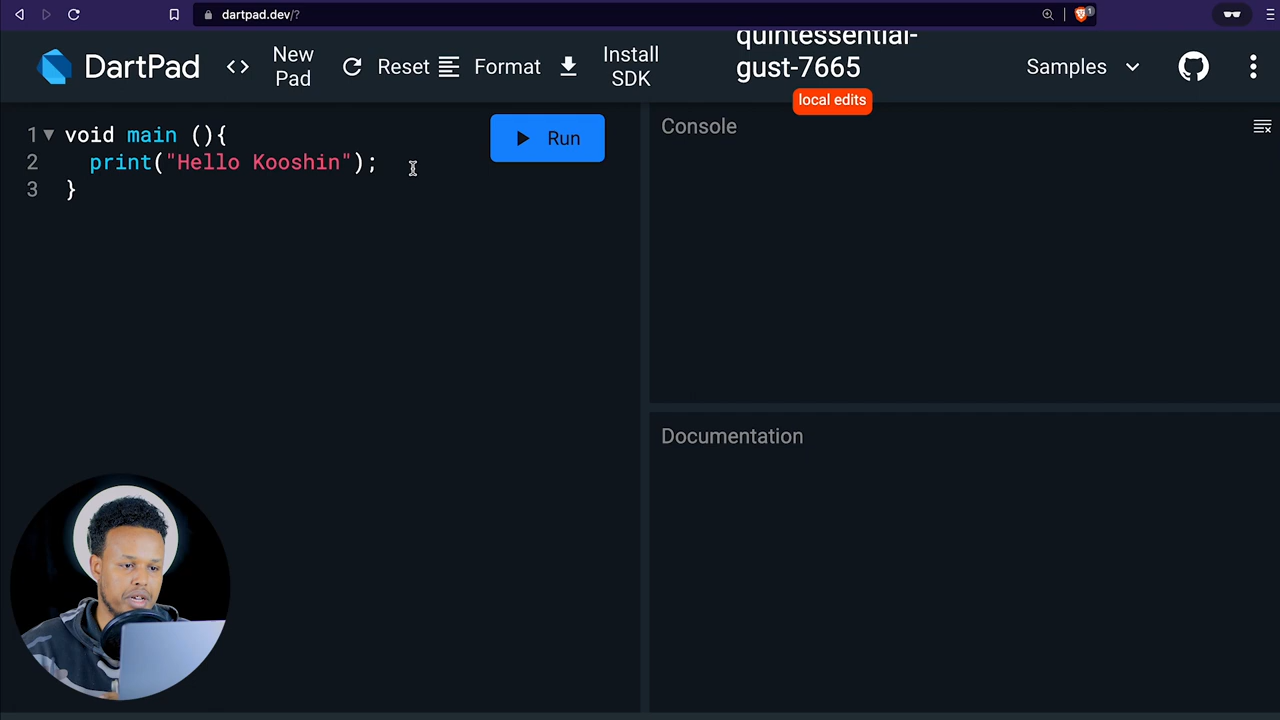 dartpad.dev/?
1
DartPad
<> New Pad
Reset
Format
Install SDK
quintessential-gust-7665
local edits
Samples
1 void main (){
2 print("Hello Kooshin");
3 }
Run
Console
Documentation